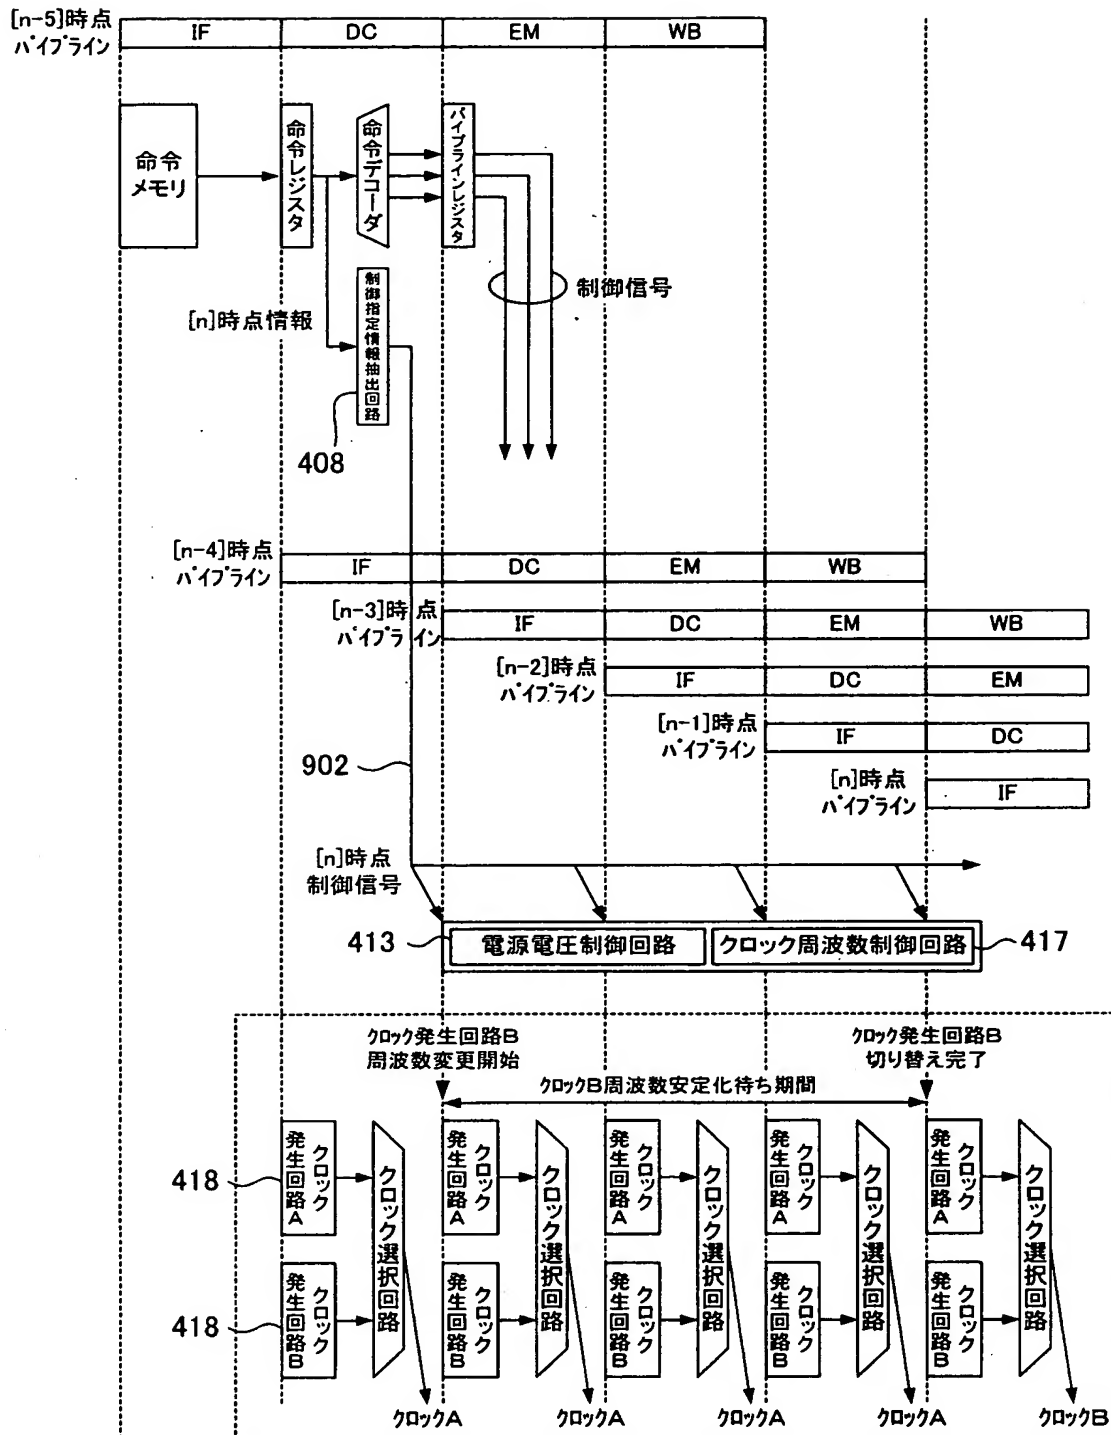 [n-5]時点
パイプライン
IF
DC
EM
WB
命令
メモリ
命令レジスタ
命令デコーダ
パイプラインレジスタ
制御信号
[n]時点情報
制御指定情報抽出回路
408
[n-4]時点
パイプライン
IF
DC
EM
WB
[n-3]時点
パイプライン
IF
DC
EM
WB
[n-2]時点
パイプライン
IF
DC
EM
[n-1]時点
パイプライン
IF
DC
902
[n]時点
パイプライン
IF
[n]時点
制御信号
413
電源電圧制御回路
クロック周波数制御回路
417
クロック発生回路B
周波数変更開始
クロック発生回路B
切り替え完了
クロックB周波数安定化待ち期間
418
クロック
発生回路A
クロック選択回路
クロック
発生回路A
クロック選択回路
クロック
発生回路A
クロック選択回路
クロック
発生回路A
クロック選択回路
クロック
発生回路A
クロック選択回路
418
クロック
発生回路B
クロック
発生回路B
クロック
発生回路B
クロック
発生回路B
クロック
発生回路B
クロックA
クロックA
クロックA
クロックA
クロックB